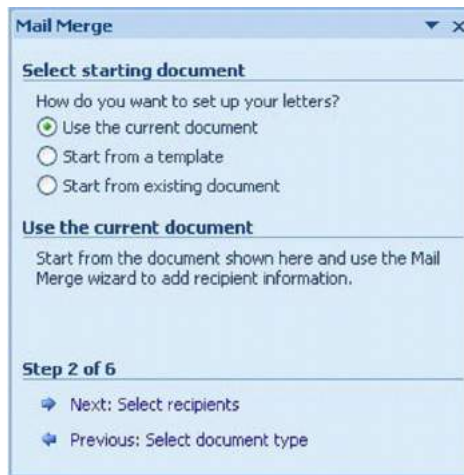 Mail Merge
Select starting document
How do you want to set up your letters?
Use the current document
Start from a template
Start from existing document
Use the current document
Start from the document shown here and use the Mail
Merge wizard to add recipient information.
Step 2 of 6
Next: Select recipients
Previous: Select document type